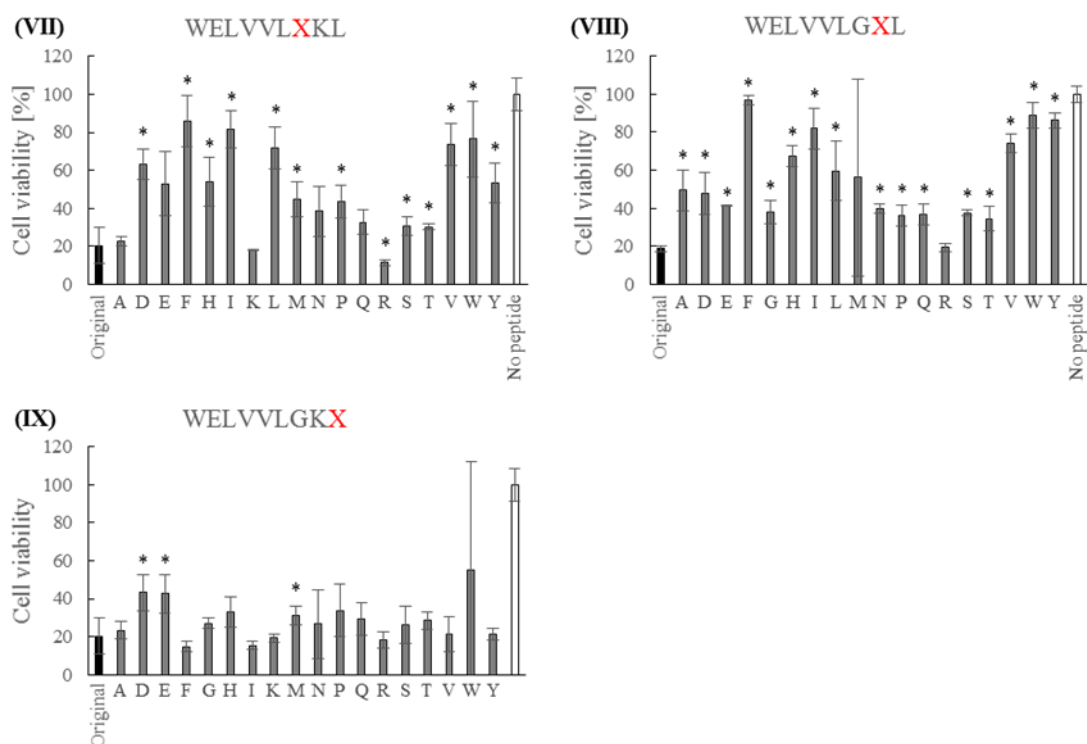 (VII) WELVVLXKL
Cell viability [%]
120
100
80
60
40
20
0
* * * * * * * * * * * * *
Original A D E F H I K L M N P Q R S T V W Y No peptide
(VIII) WELVVLGXL
Cell viability [%]
120
100
80
60
40
20
0
* * * * * * * * * * * * * * * *
Original A D E F G H I L M N P Q R S T V W Y No peptide
(IX) WELVVLGKX
Cell viability
120
100
80
60
40
20
0
* * *
Original A D E F G H I K M N P Q R S T V W Y